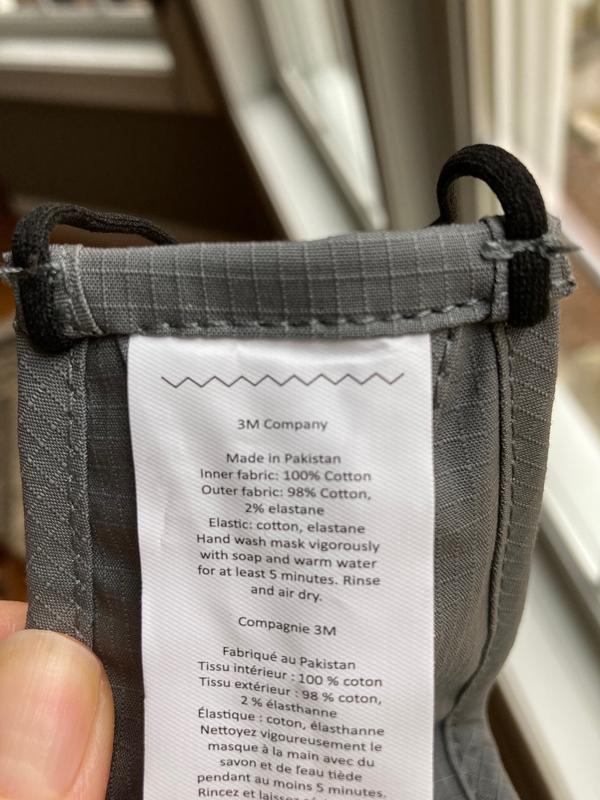 3M Company
Made in Pakistan
Inner fabric: 100% Cotton
Outer fabric: 98% Cotton,
2% elastane
Elastic: cotton, elastane
Hand wash mask vigorously
with soap and warm water
for at least 5 minutes. Rinse
and air dry.
Compagnie 3M
Fabriqué au Pakistan
Tissu intérieur : 100 % coton
Tissu extérieur : 98 % coton,
2 % élasthanne
Élastique : coton, élasthanne
Nettoyez vigoureusement le
masque à la main avec du
savon et de l'eau tiède
pendant au moins 5 minutes.
Rincez et laissez